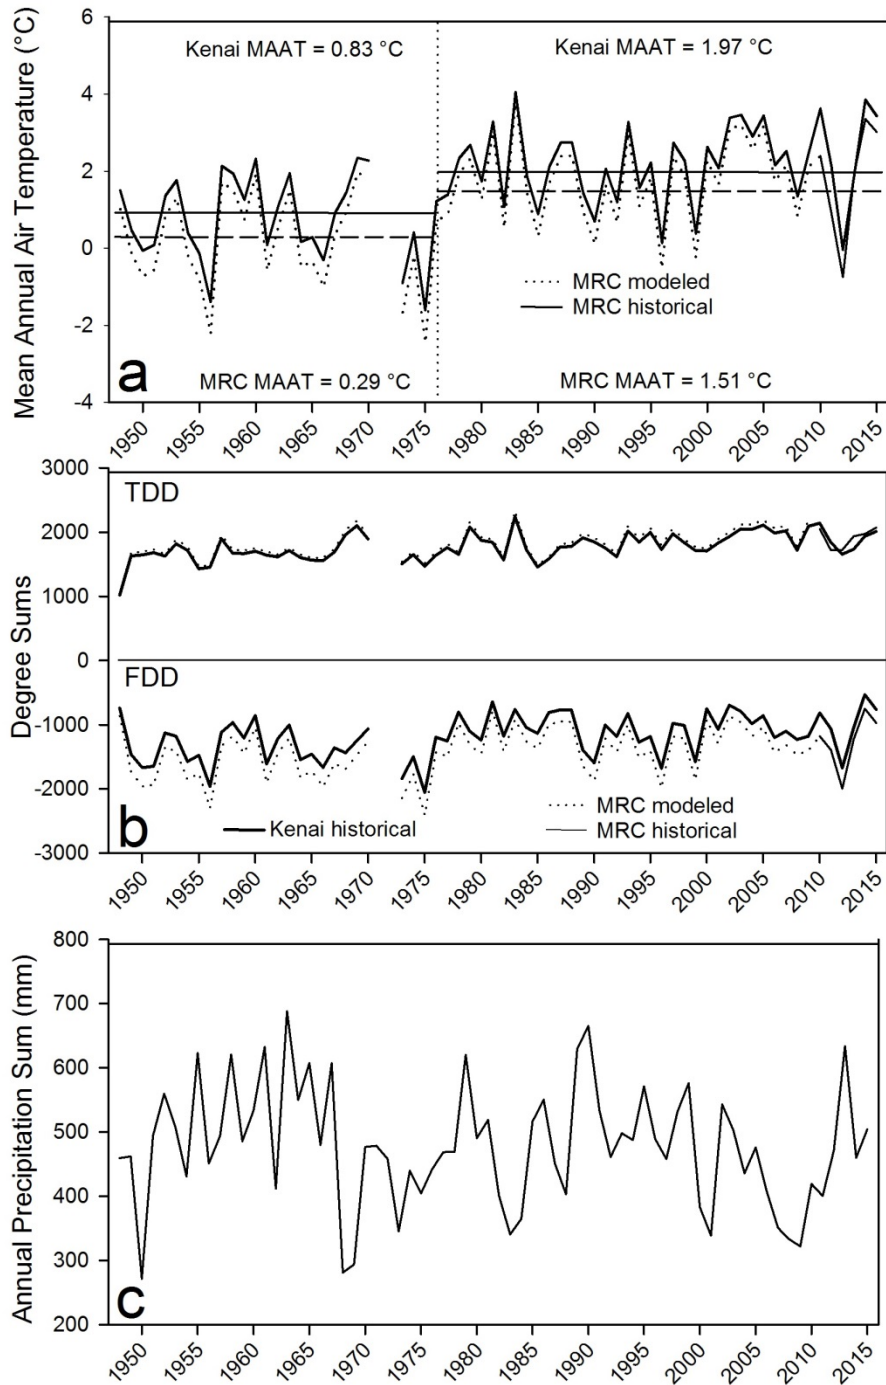 Mean Annual Air Temperature (°C)
6
4
2
0
-2
-4
Kenai MAAT = 0.83 °C
Kenai MAAT = 1.97 °C
MRC modeled
MRC historical
a
MRC MAAT = 0.29 °C
MRC MAAT = 1.51 °C
1950 1955 1960 1965 1970 1975 1980 1985 1990 1995 2000 2005 2010 2015
Degree Sums
3000
2000
1000
0
-1000
-2000
-3000
TDD
FDD
b
Kenai historical
MRC modeled
MRC historical
1950 1955 1960 1965 1970 1975 1980 1985 1990 1995 2000 2005 2010 2015
Annual Precipitation Sum (mm)
800
700
600
500
400
300
200
c
1950 1955 1960 1965 1970 1975 1980 1985 1990 1995 2000 2005 2010 2015